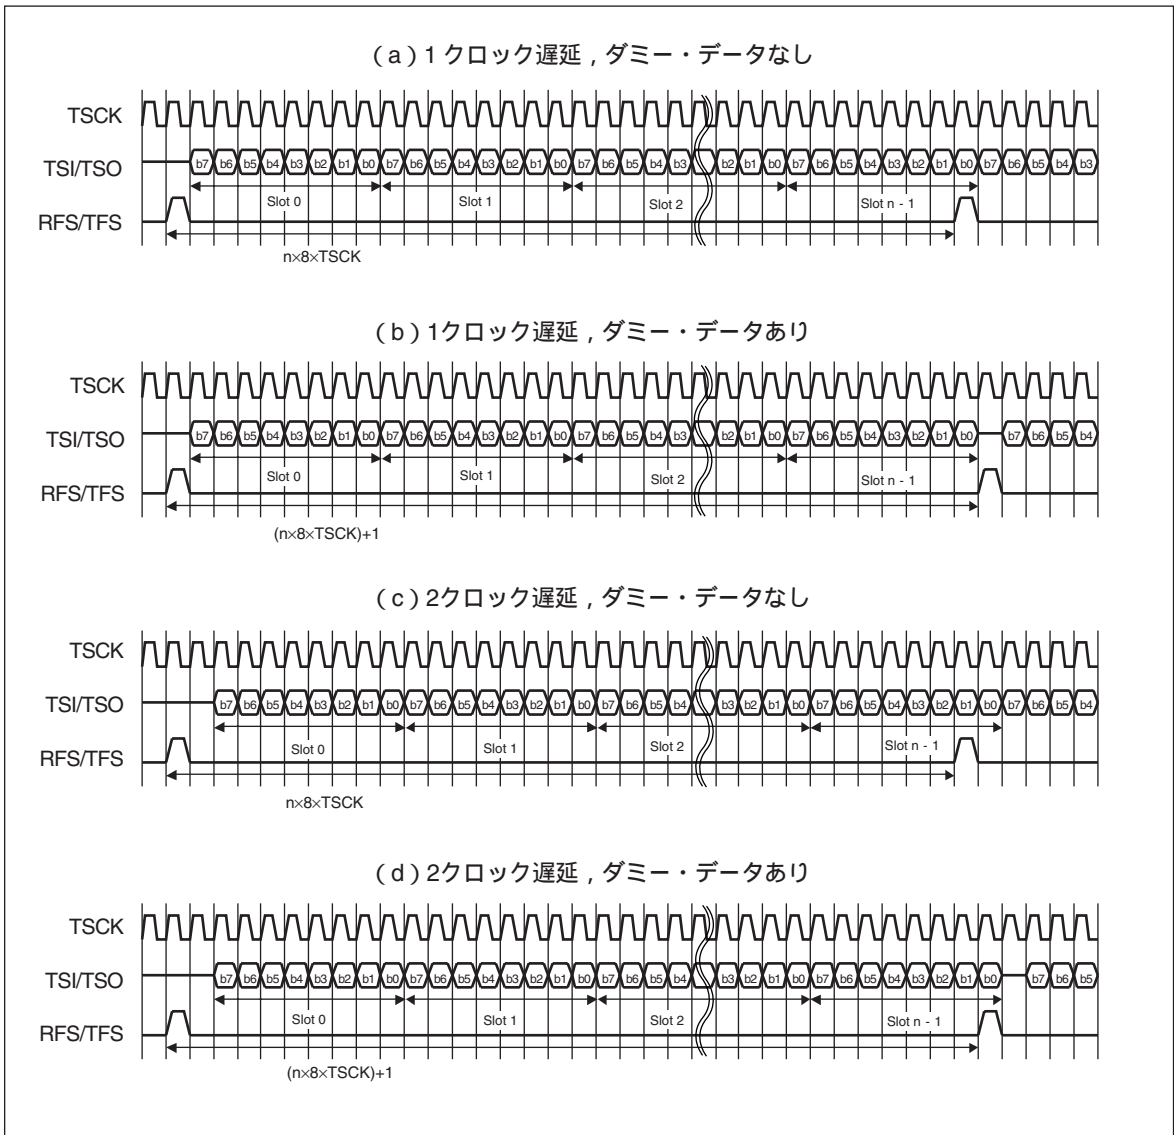 (a) 1 クロック遅延 , ダミー・データなし
TSCK
TSI/TSO b7 b6 b5 b4 b3 b2 b1 b0 b7 b6 b5 b4 b3 b2 b1 b0 b7 b6 b5 b4 b3 b2 b1 b0 b7 b6 b5 b4 b3 b2 b1 b0 b7 b6 b5 b4 b3
Slot 0 Slot 1 Slot 2 Slot n - 1
RFS/TFS
n×8×TSCK
(b) 1クロック遅延 , ダミー・データあり
TSCK
TSI/TSO b7 b6 b5 b4 b3 b2 b1 b0 b7 b6 b5 b4 b3 b2 b1 b0 b7 b6 b5 b4 b3 b2 b1 b0 b7 b6 b5 b4 b3 b2 b1 b0 b7 b6 b5 b4
Slot 0 Slot 1 Slot 2 Slot n - 1
RFS/TFS
(n×8×TSCK)+1
(c) 2クロック遅延 , ダミー・データなし
TSCK
TSI/TSO b7 b6 b5 b4 b3 b2 b1 b0 b7 b6 b5 b4 b3 b2 b1 b0 b7 b6 b5 b4 b3 b2 b1 b0 b7 b6 b5 b4 b3 b2 b1 b0 b7 b6 b5 b4
Slot 0 Slot 1 Slot 2 Slot n - 1
RFS/TFS
n×8×TSCK
(d) 2クロック遅延 , ダミー・データあり
TSCK
TSI/TSO b7 b6 b5 b4 b3 b2 b1 b0 b7 b6 b5 b4 b3 b2 b1 b0 b7 b6 b5 b4 b3 b2 b1 b0 b7 b6 b5 b4 b3 b2 b1 b0 b7 b6 b5
Slot 0 Slot 1 Slot 2 Slot n - 1
RFS/TFS
(n×8×TSCK)+1